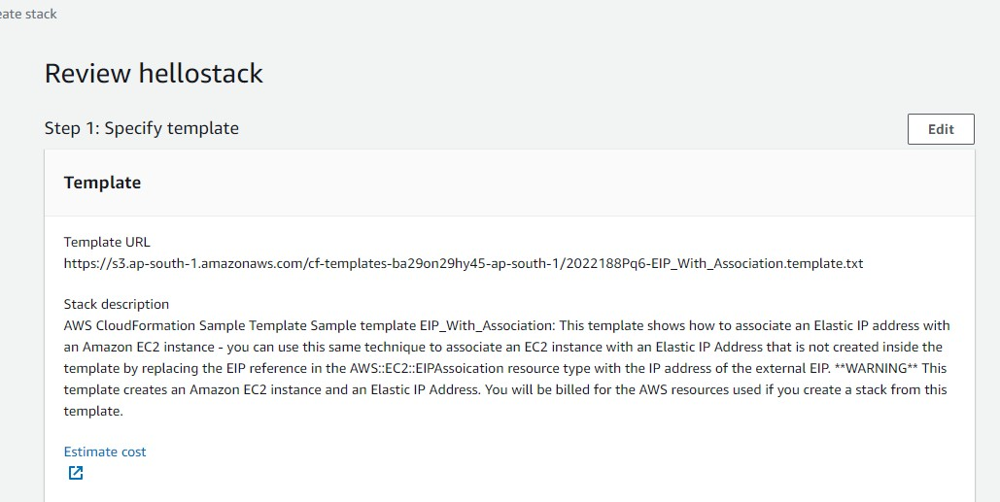 eate stack
Review hellostack
Step 1: Specify template
Edit
Template
Template URL
https://s3.ap-south-1.amazonaws.com/cf-templates-ba29on29hy45-ap-south-1/2022188Pq6-EIP_With_Association.template.txt
Stack description
AWS CloudFormation Sample Template Sample template EIP_With_Association: This template shows how to associate an Elastic IP address with
an Amazon EC2 instance - you can use this same technique to associate an EC2 instance with an Elastic IP Address that is not created inside the
template by replacing the EIP reference in the AWS::EC2::EIPAssoication resource type with the IP address of the external EIP. **WARNING** This
template creates an Amazon EC2 instance and an Elastic IP Address. You will be billed for the AWS resources used if you create a stack from this
template.
Estimate cost